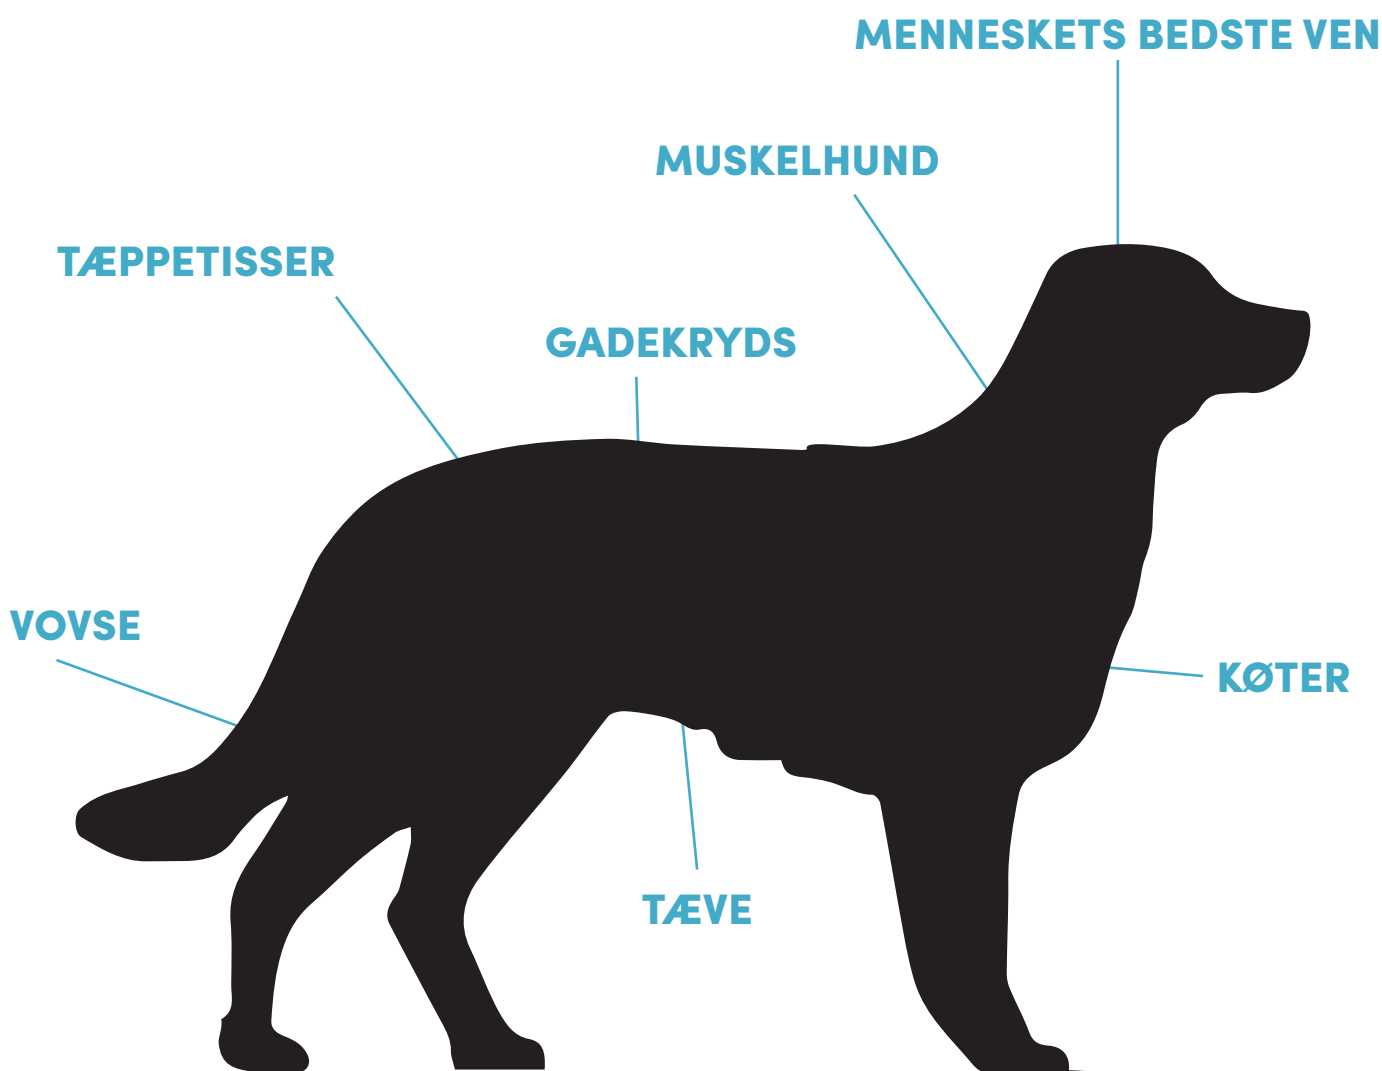 MENNESKETS BEDSTE VEN
MUSKELHUND
TÆPPETISSER
GADEKRYDS
VOVSE
KØTER
TÆVE